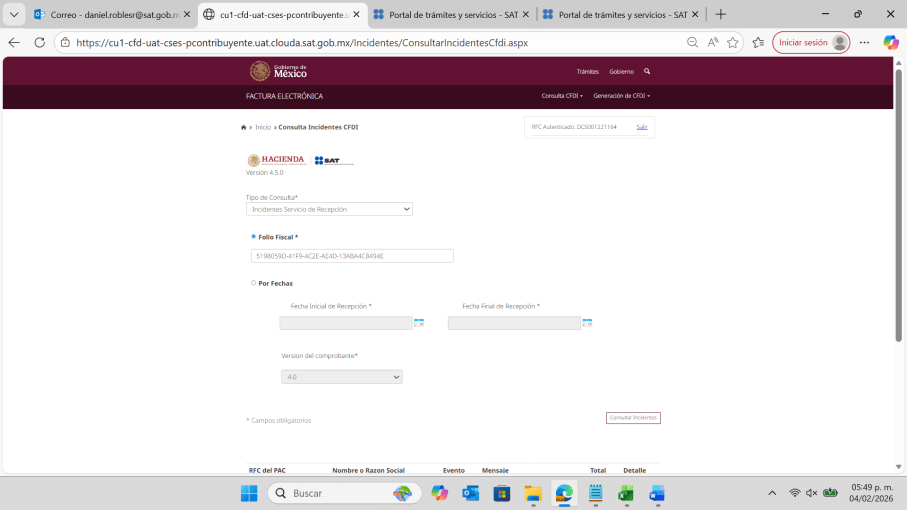 Correo - daniel.roblesr@sat.gob.m
cu1-cfd-uat-cses-pcontribuyente.u
Portal de trámites y servicios - SAT
Portal de trámites y servicios - SAT
https://cu1-cfd-uat-cses-pcontribuyente.uat.clouda.sat.gob.mx/Incidentes/ConsultarIncidentesCfdi.aspx
Iniciar sesión
Gobierno de
México
Trámites Gobierno
FACTURA ELECTRÓNICA
Consulta CFDI Generación de CFDI
Inicio > Consulta Incidentes CFDI
RFC Autenticado: DCS001221164 Salir
HACIENDA SAT
Versión 4.5.0
Tipo de Consulta*
Incidentes Servicio de Recepción
Folio Fiscal *
5198059D-41F9-4C2E-AE4D-13ABA4C8494E
Por Fechas
Fecha Inicial de Recepción * Fecha Final de Recepción *
Version del comprobante*
4.0
* Campos obligatorios
Consultar Incidentes
RFC del PAC Nombre o Razon Social Evento Mensaje Total Detalle
Buscar
05:49 p. m.
04/02/2026